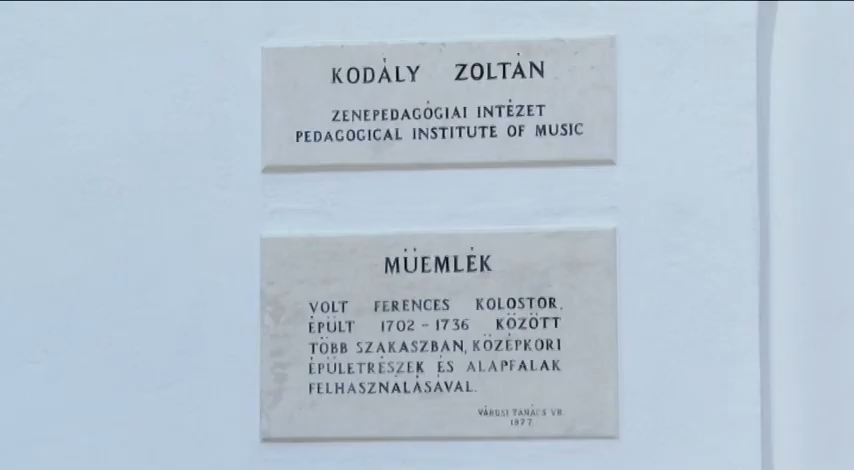 KODÁLY ZOLTÁN
ZENEPEDAGÓGIAI INTÉZET
PEDAGOGICAL INSTITUTE OF MUSIC
MŰEMLÉK
VOLT FERENCES KOLOSTOR.
ÉPÜLT 1702 - 1736 KÖZÖTT
TÖBB SZAKASZBAN, KÖZÉPKORI
ÉPÜLETRÉSZEK ÉS ALAPFALAK
FELHASZNÁLÁSÁVAL.
VÁROSI TANÁCS VB.
1977